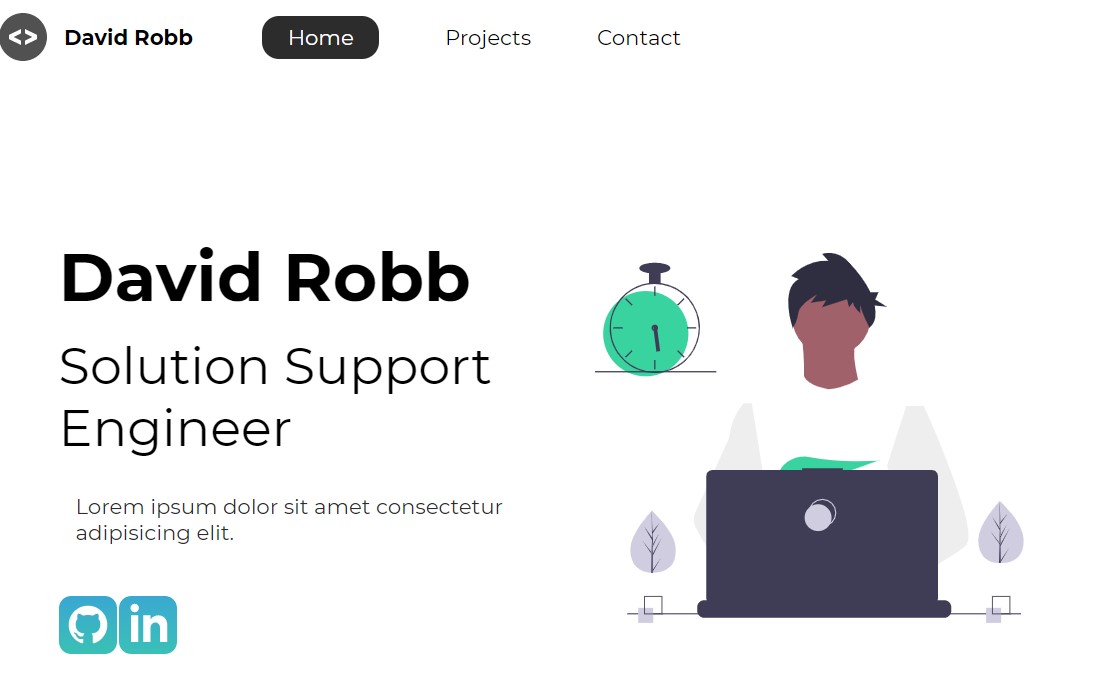 <> David Robb Home Projects Contact
David Robb
Solution Support
Engineer
Lorem ipsum dolor sit amet consectetur
adipisicing elit.
in